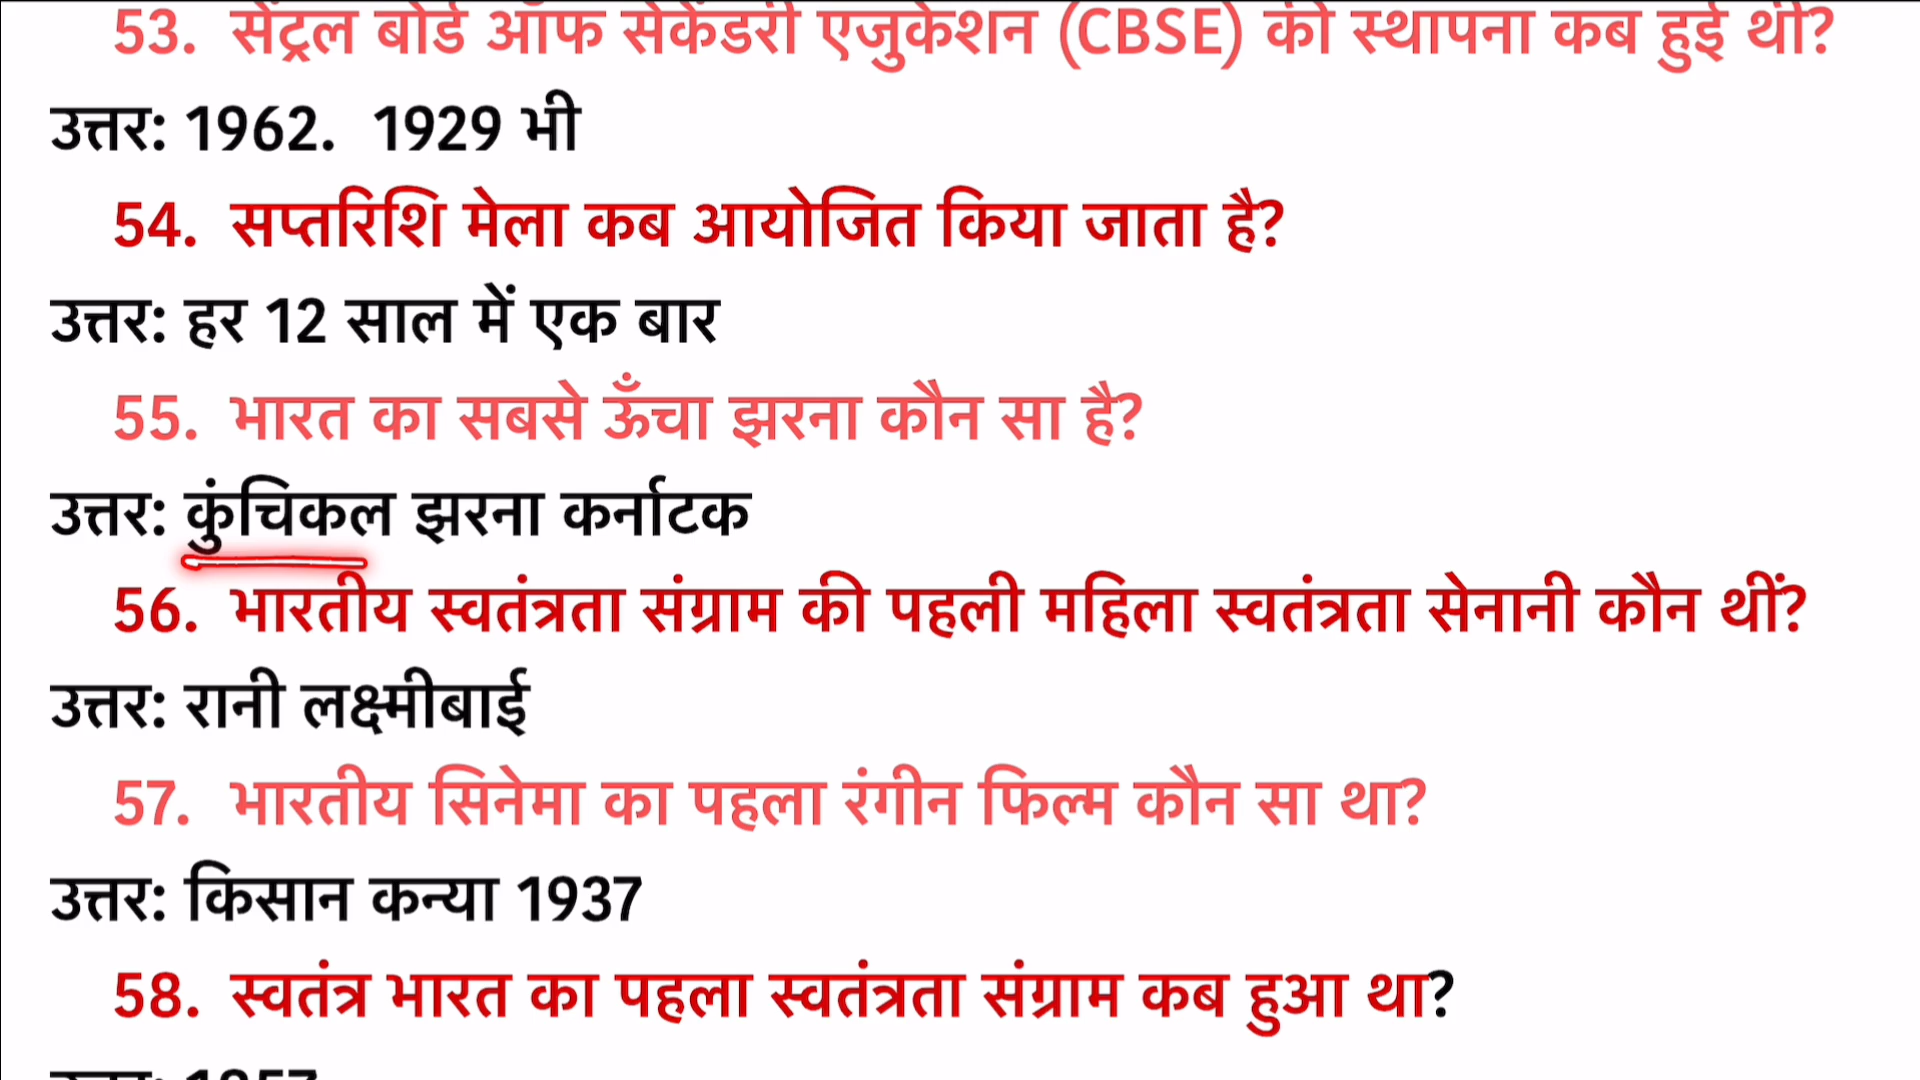 53. सेंट्रल बोर्ड ऑफ सेकेंडरी एजुकेशन (CBSE) की स्थापना कब हुई थी?
उत्तर: 1962. 1929 भी
54. सप्तरिशि मेला कब आयोजित किया जाता है?
उत्तर: हर 12 साल में एक बार
55. भारत का सबसे ऊँचा झरना कौन सा है?
उत्तर: कुंचिकल झरना कर्नाटक
56. भारतीय स्वतंत्रता संग्राम की पहली महिला स्वतंत्रता सेनानी कौन थीं?
उत्तर: रानी लक्ष्मीबाई
57. भारतीय सिनेमा का पहला रंगीन फिल्म कौन सा था?
उत्तर: किसान कन्या 1937
58. स्वतंत्र भारत का पहला स्वतंत्रता संग्राम कब हुआ था?